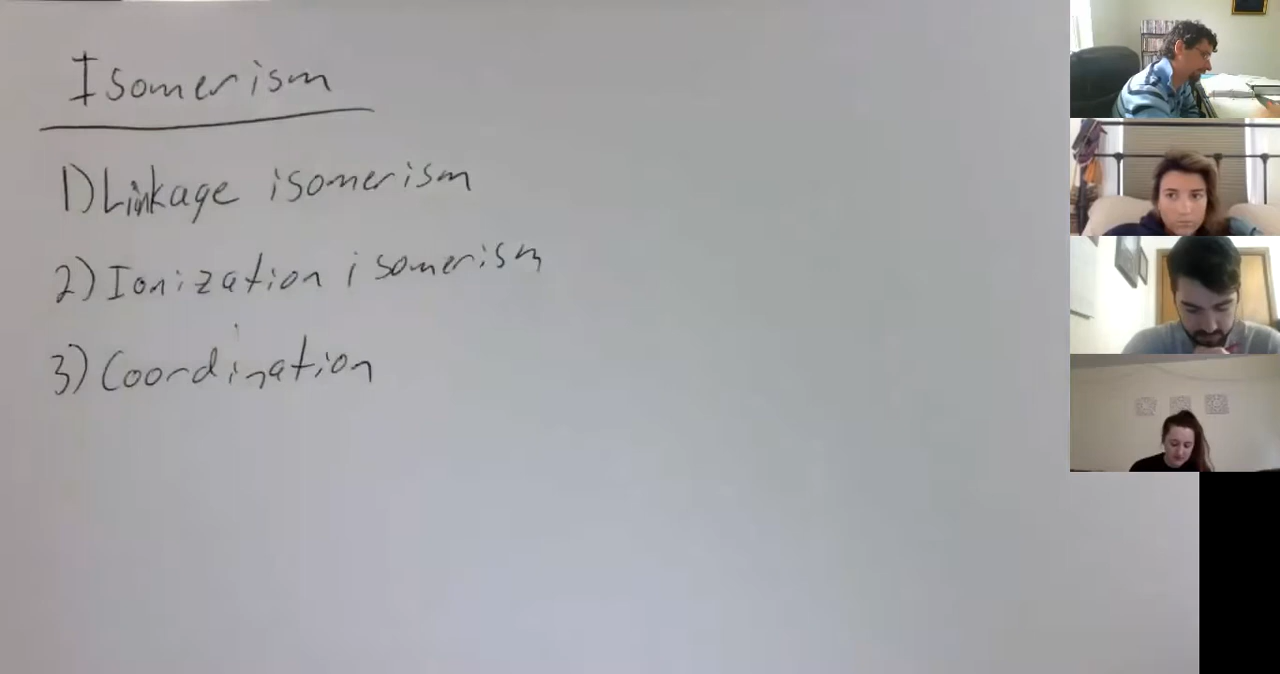 Isomerism
1) Linkage isomerism
2) Ionization isomerism
3) Coordination